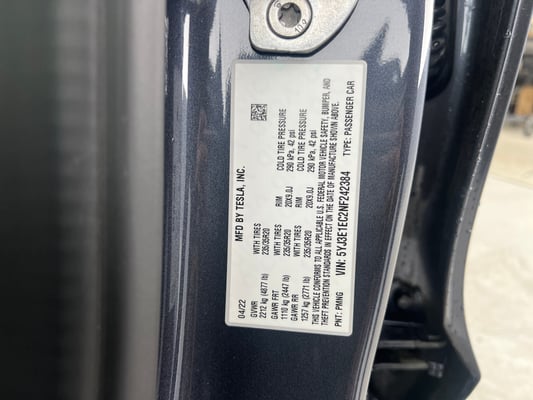 04/22 MFD BY TESLA, INC.
GVWR
2212 kg (4877 lb)
GAWR FRT WITH TIRES RIM COLD TIRE PRESSURE
1110 kg (2447 lb) 235/35R20 20X9.0J 290 kPa, 42 psi
GAWR RR WITH TIRES RIM COLD TIRE PRESSURE
1257 kg (2771 lb) 235/35R20 20X9.0J 290 kPa, 42 psi
THIS VEHICLE CONFORMS TO ALL APPLICABLE U.S. FEDERAL MOTOR VEHICLE SAFETY, BUMPER, AND
THEFT PREVENTION STANDARDS IN EFFECT ON THE DATE OF MANUFACTURE SHOWN ABOVE.
PNT: PMNG VIN: 5YJ3E1EC2NF242384 TYPE: PASSENGER CAR